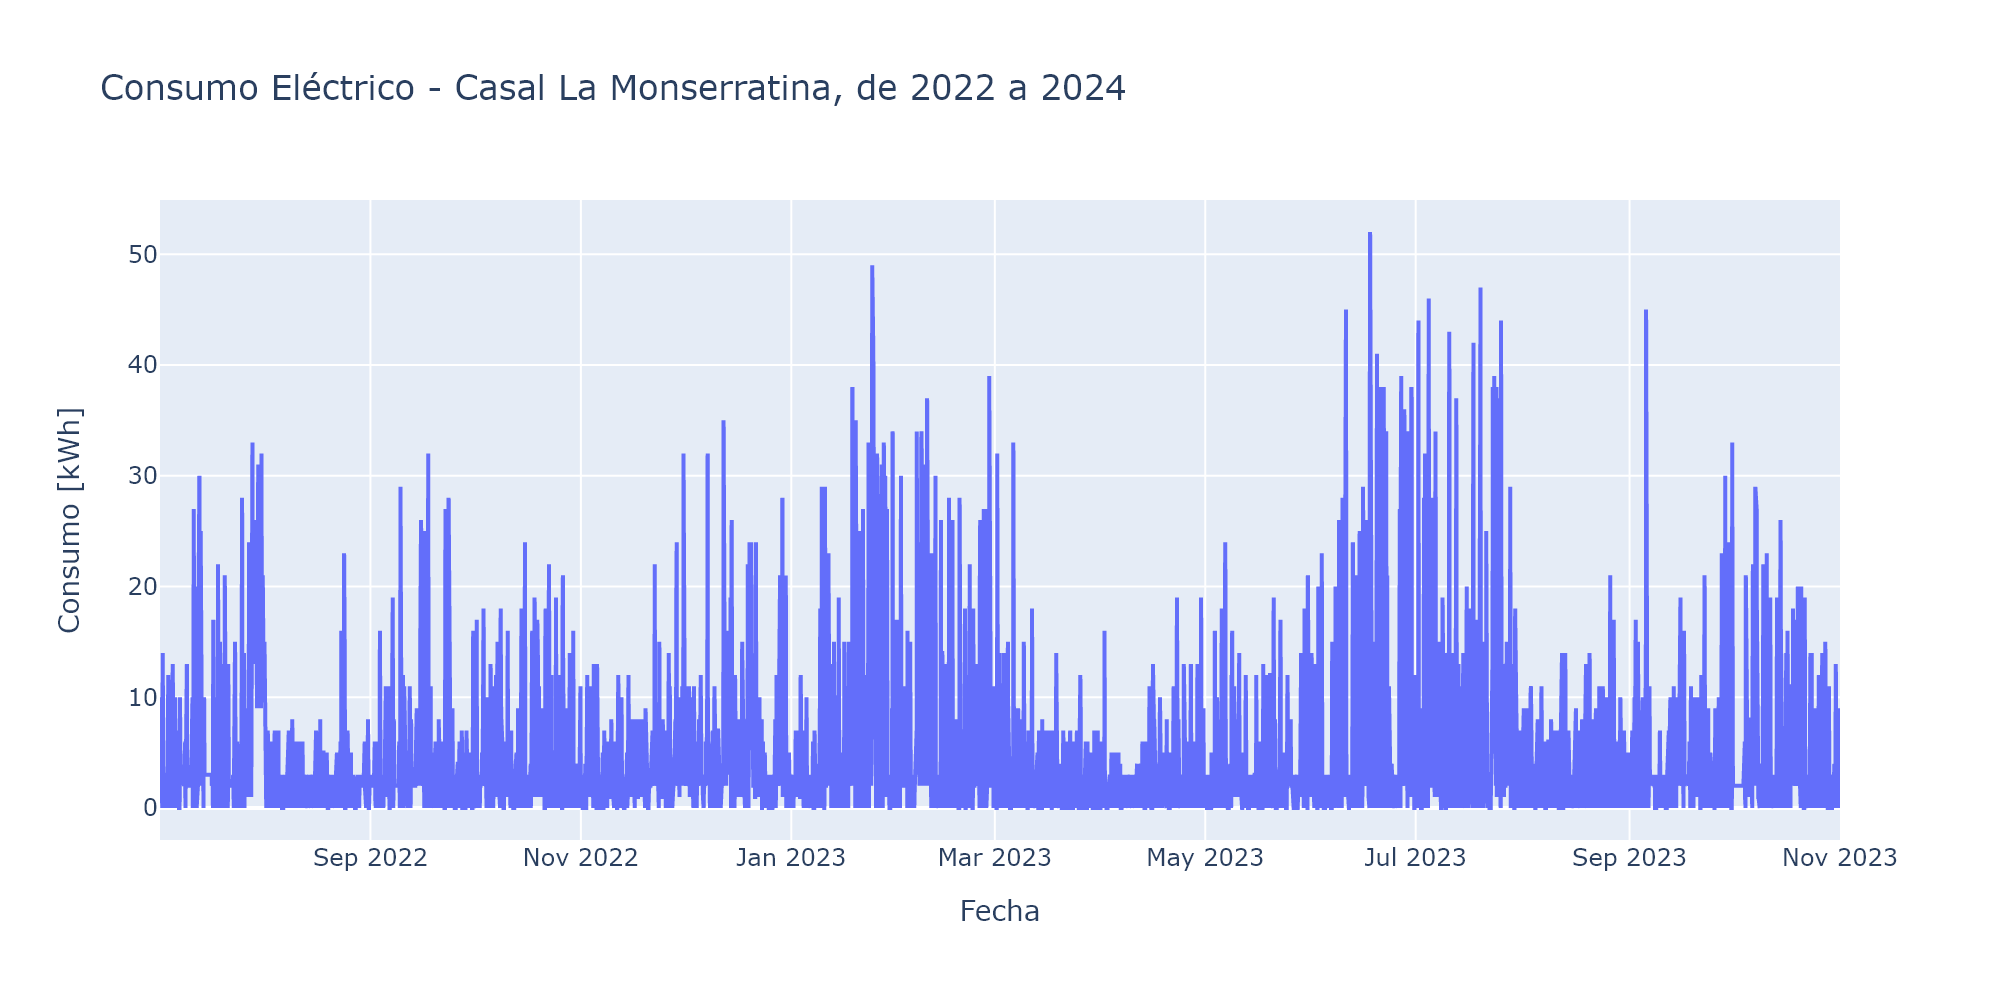 Consumo Eléctrico - Casal La Monserratina, de 2022 a 2024
Consumo [kWh]
50
40
30
20
10
0
Sep 2022
Nov 2022
Jan 2023
Mar 2023
May 2023
Jul 2023
Sep 2023
Nov 2023
Fecha